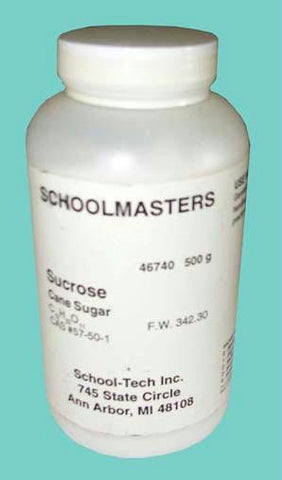 SCHOOLMASTERS
46740 500 g
Sucrose
Cane Sugar
C₁₂H₂₂O₁₁ F.W. 342.30
CAS #57-50-1
School-Tech Inc.
745 State Circle
Ann Arbor, MI 48108